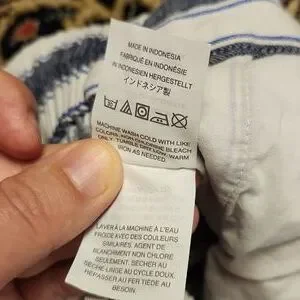 MADE IN INDONESIA
FABRIQUÉ EN INDONÉSIE
IN INDONESIEN HERGESTELLT
インドネシア製
MACHINE WASH COLD WITH LIKE
COLORS, NON-CHLORINE BLEACH
ONLY, TUMBLE DRY LOW, WARM
IRON AS NEEDED.
LAVER À LA MACHINE À L'EAU
FROIDE AVEC DES COULEURS
SIMILAIRES. AGENT DE
BLANCHIMENT NON CHLORÉ
SEULEMENT. SÉCHER AU
SÈCHE-LINGE AU CYCLE DOUX.
REPASSER AU FER TIÈDE AU
BESOIN.